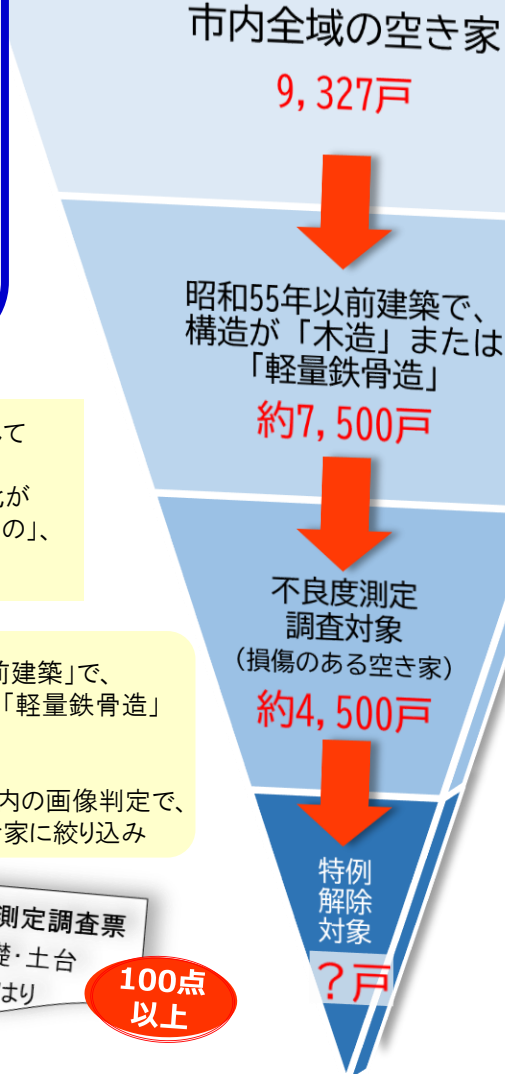 市内全域の空き家
9,327戸
昭和55年以前建築で、
構造が「木造」または
「軽量鉄骨造」
約7,500戸
不良度測定
調査対象
(損傷のある空き家)
約4,500戸
特例
解除
対象
?戸
して
が
の」、
前建築」で、
「軽量鉄骨造」
内の画像判定で、
家に絞り込み
測定調査票
礎・土台
はり
100点
以上